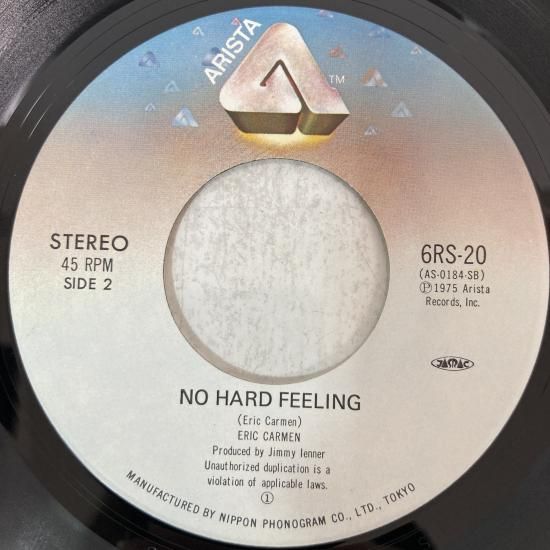 ARISTA
TM
STEREO
45 RPM
SIDE 2
6RS-20
(AS-0184-SB)
Ⓟ1975 Arista
Records, Inc.
JASRAC
NO HARD FEELING
(Eric Carmen)
ERIC CARMEN
Produced by Jimmy Ienner
Unauthorized duplication is a
violation of applicable laws.
①
MANUFACTURED BY NIPPON PHONOGRAM CO., LTD., TOKYO